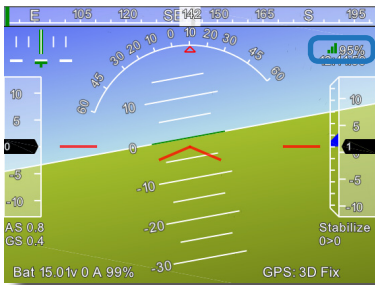 E 105 120 SE 142 150 165 S 195
95%
60 45 30 20 10 0 10 20 30 45 60
10 5 0 -5 -10
10 0 -10 -20 -30
10 5 1 -5 -10
AS 0.8
GS 0.4
Stabilize
0>0
Bat 15.01v 0 A 99%
GPS: 3D Fix